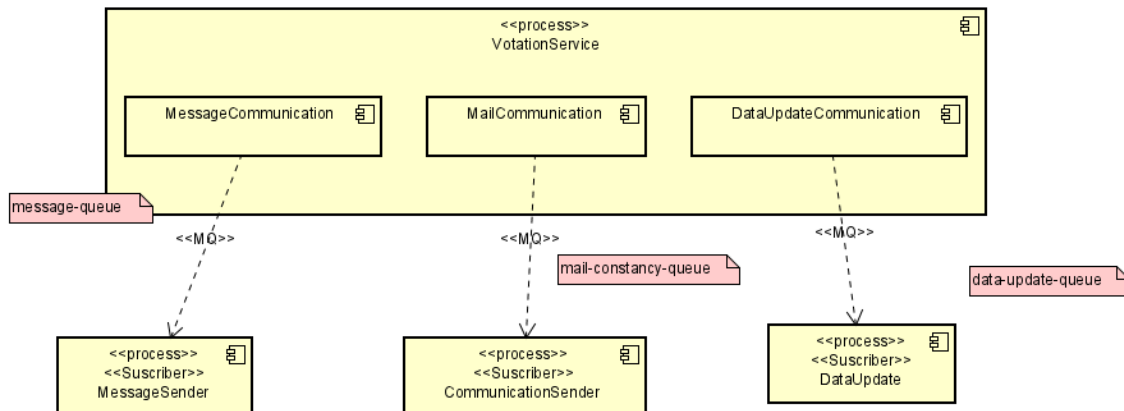 <<process>>
VotationService
MessageCommunication
MailCommunication
DataUpdateCommunication
message-queue
<<MQ>>
<<MQ>>
<<MQ>>
mail-constancy-queue
data-update-queue
<<process>>
<<Suscriber>>
MessageSender
<<process>>
<<Suscriber>>
CommunicationSender
<<process>>
<<Suscriber>>
DataUpdate